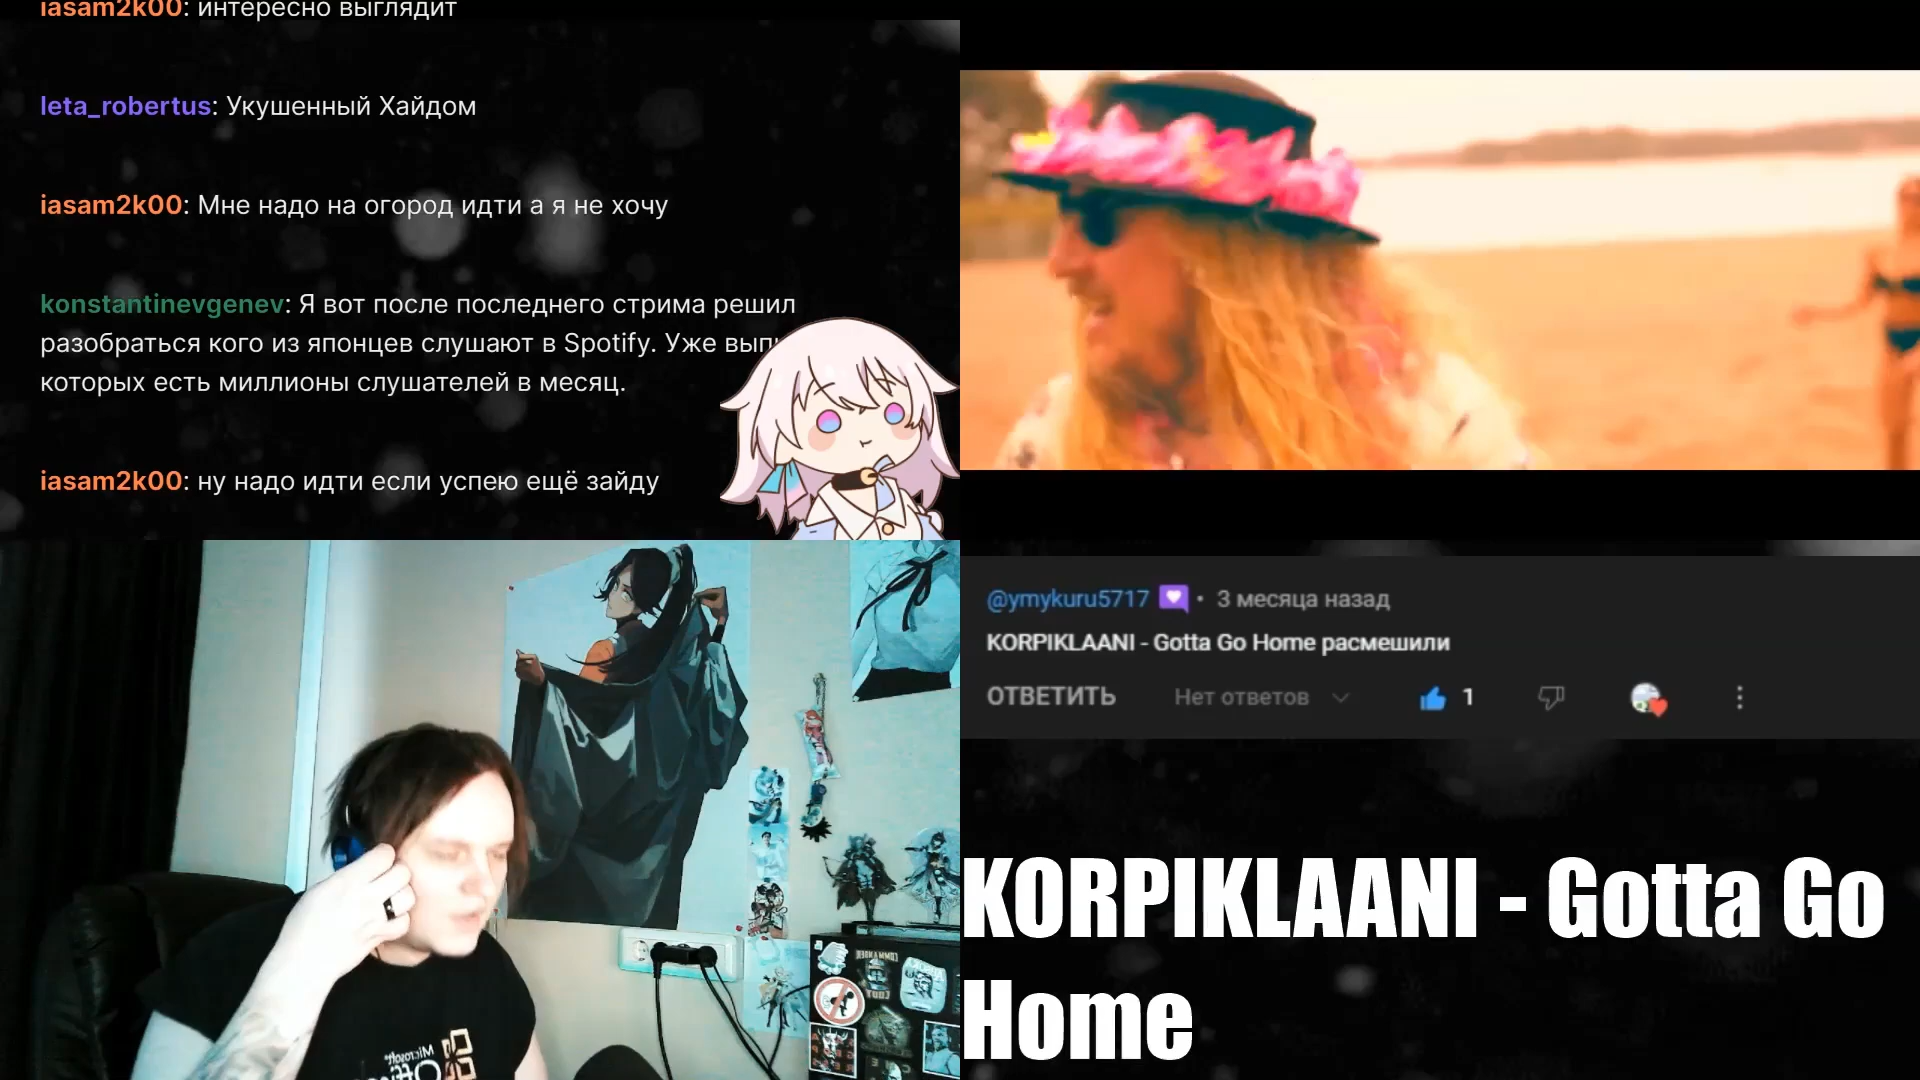 iasam2k00: интересно выглядит
leta_robertus: Укушенный Хайдом
iasam2k00: Мне надо на огород идти а я не хочу
konstantinevgenev: Я вот после последнего стрима решил
разобраться кого из японцев слушают в Spotify. Уже
которых есть миллионы слушателей в месяц.
iasam2k00: ну надо идти если успею ещё зайду
@ymykuru5717 • 3 месяца назад
KORPIKLAANI - Gotta Go Home расмешили
ОТВЕТИТЬ Нет ответов 1
KORPIKLAANI - Gotta Go
Home
Microsoft
COMMANDER
CODY